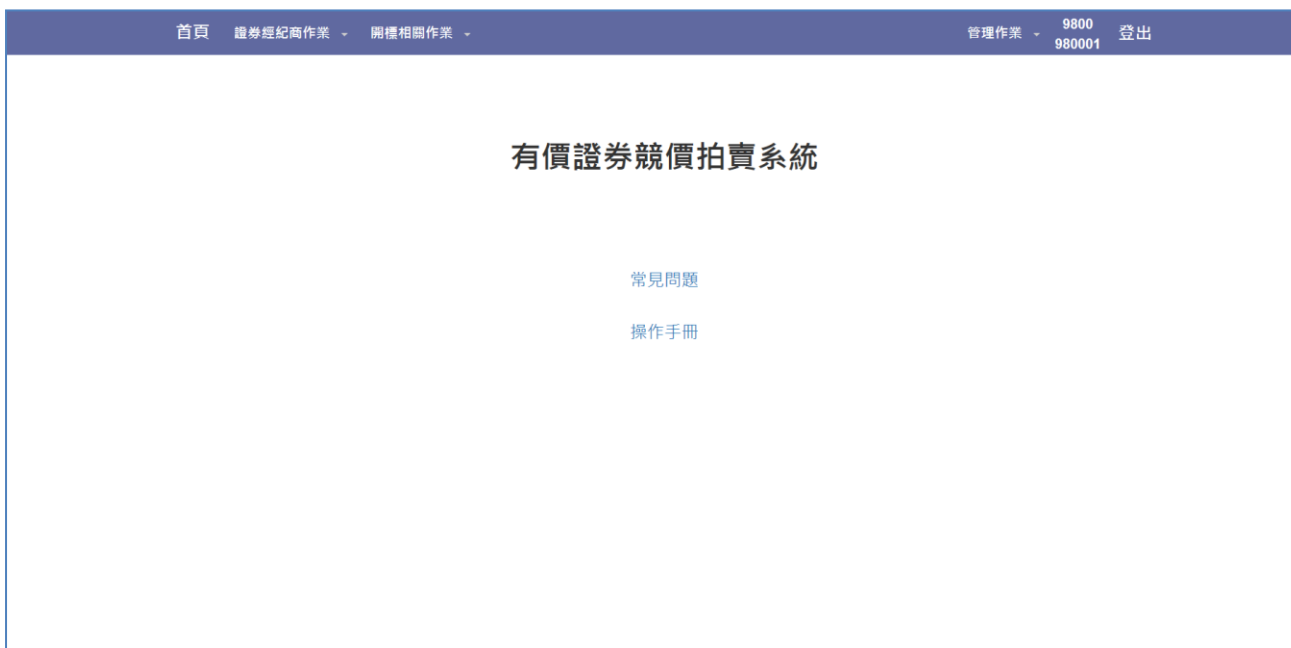 首頁 證券經紀商作業 開標相關作業 管理作業 9800 登出
980001
有價證券競價拍賣系統
常見問題
操作手冊